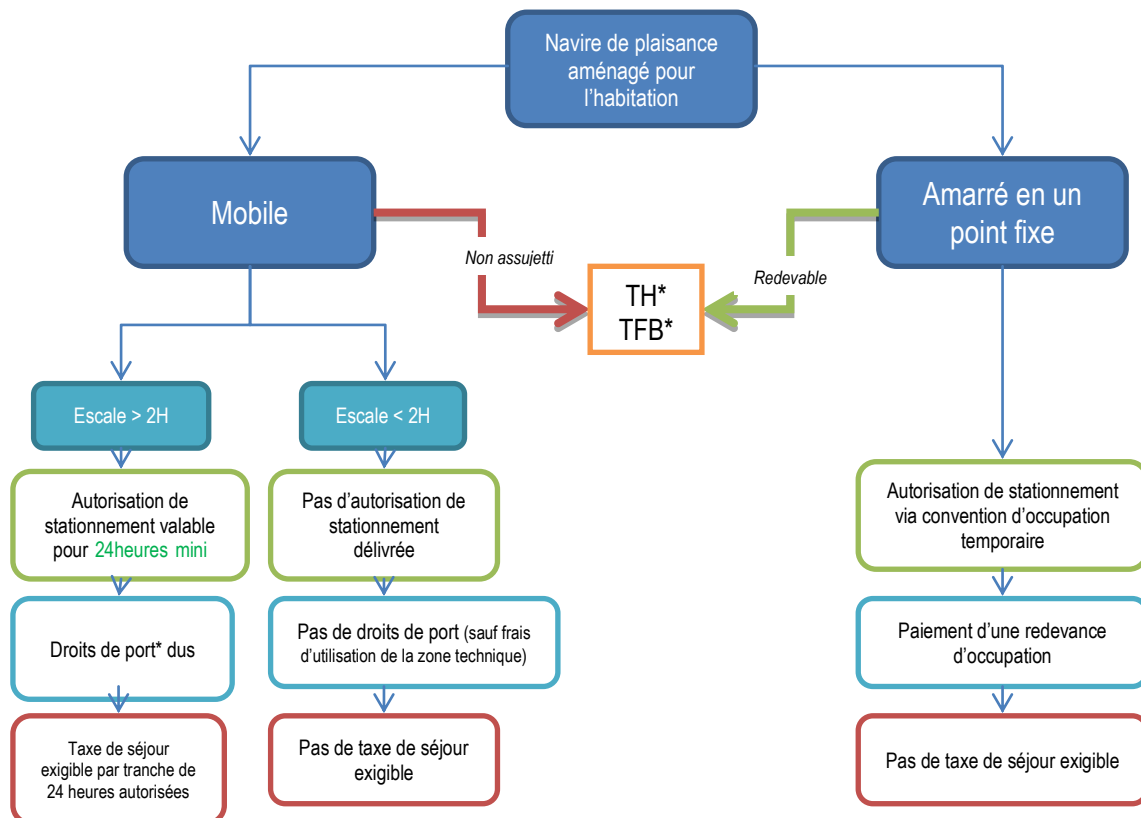 Navire de plaisance
aménagé pour
l'habitation
Mobile
Amarré en un
point fixe
Non assujetti
Redevable
TH*
TFB*
Escale > 2H
Escale < 2H
Autorisation de
stationnement valable
pour 24heures mini
Pas d'autorisation de
stationnement
délivrée
Autorisation de stationnement
via convention d'occupation
temporaire
Droits de port* dus
Pas de droits de port (sauf frais
d'utilisation de la zone technique)
Paiement d'une redevance
d'occupation
Taxe de séjour
exigible par tranche de
24 heures autorisées
Pas de taxe de séjour
exigible
Pas de taxe de séjour exigible